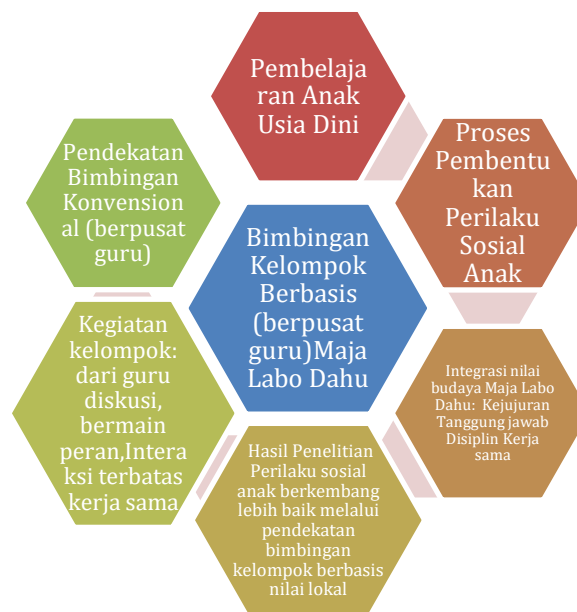 Pembelaja
ran Anak
Usia Dini
Proses
Pembentu
kan
Perilaku
Sosial
Anak
Pendekatan
Bimbingan
Konvension
al (berpusat
guru)
Bimbingan
Kelompok
Berbasis
(berpusat
guru)Maja
Labo Dahu
Integrasi nilai
budaya Maja Labo
Dahu: Kejujuran
Tanggung jawab
Disiplin Kerja
sama
Kegiatan
kelompok:
dari guru
diskusi,
bermain
peran,Intera
ksi terbatas
kerja sama
Hasil Penelitian
Perilaku sosial
anak berkembang
lebih baik melalui
pendekatan
bimbingan
kelompok berbasis
nilai lokal